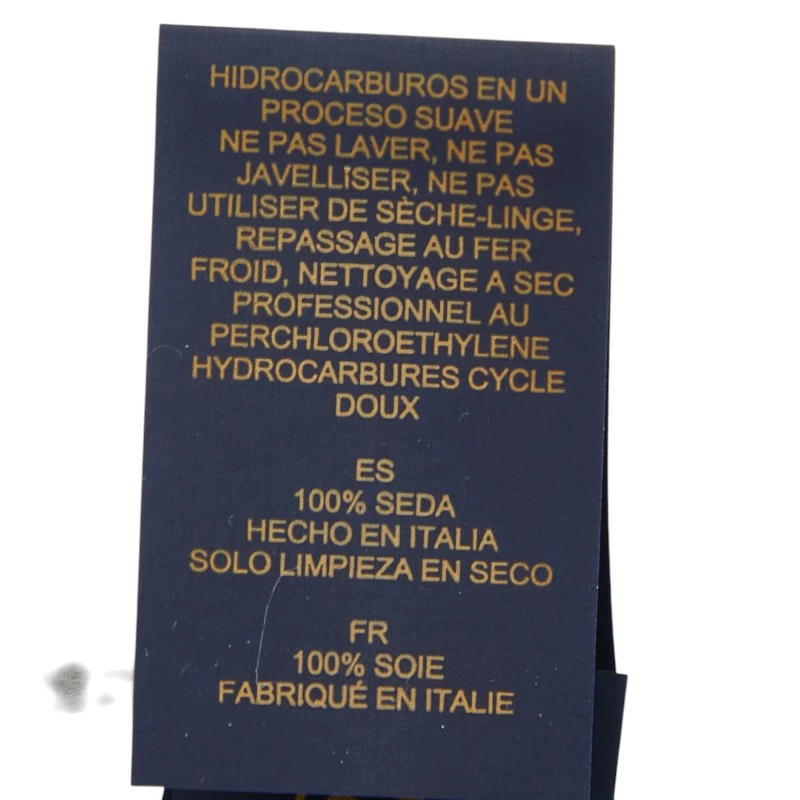 HIDROCARBUROS EN UN
PROCESO SUAVE
NE PAS LAVER, NE PAS
JAVELLISER, NE PAS
UTILISER DE SÈCHE-LINGE,
REPASSAGE AU FER
FROID, NETTOYAGE A SEC
PROFESSIONNEL AU
PERCHLOROETHYLENE
HYDROCARBURES CYCLE
DOUX
ES
100% SEDA
HECHO EN ITALIA
SOLO LIMPIEZA EN SECO
FR
100% SOIE
FABRIQUÉ EN ITALIE